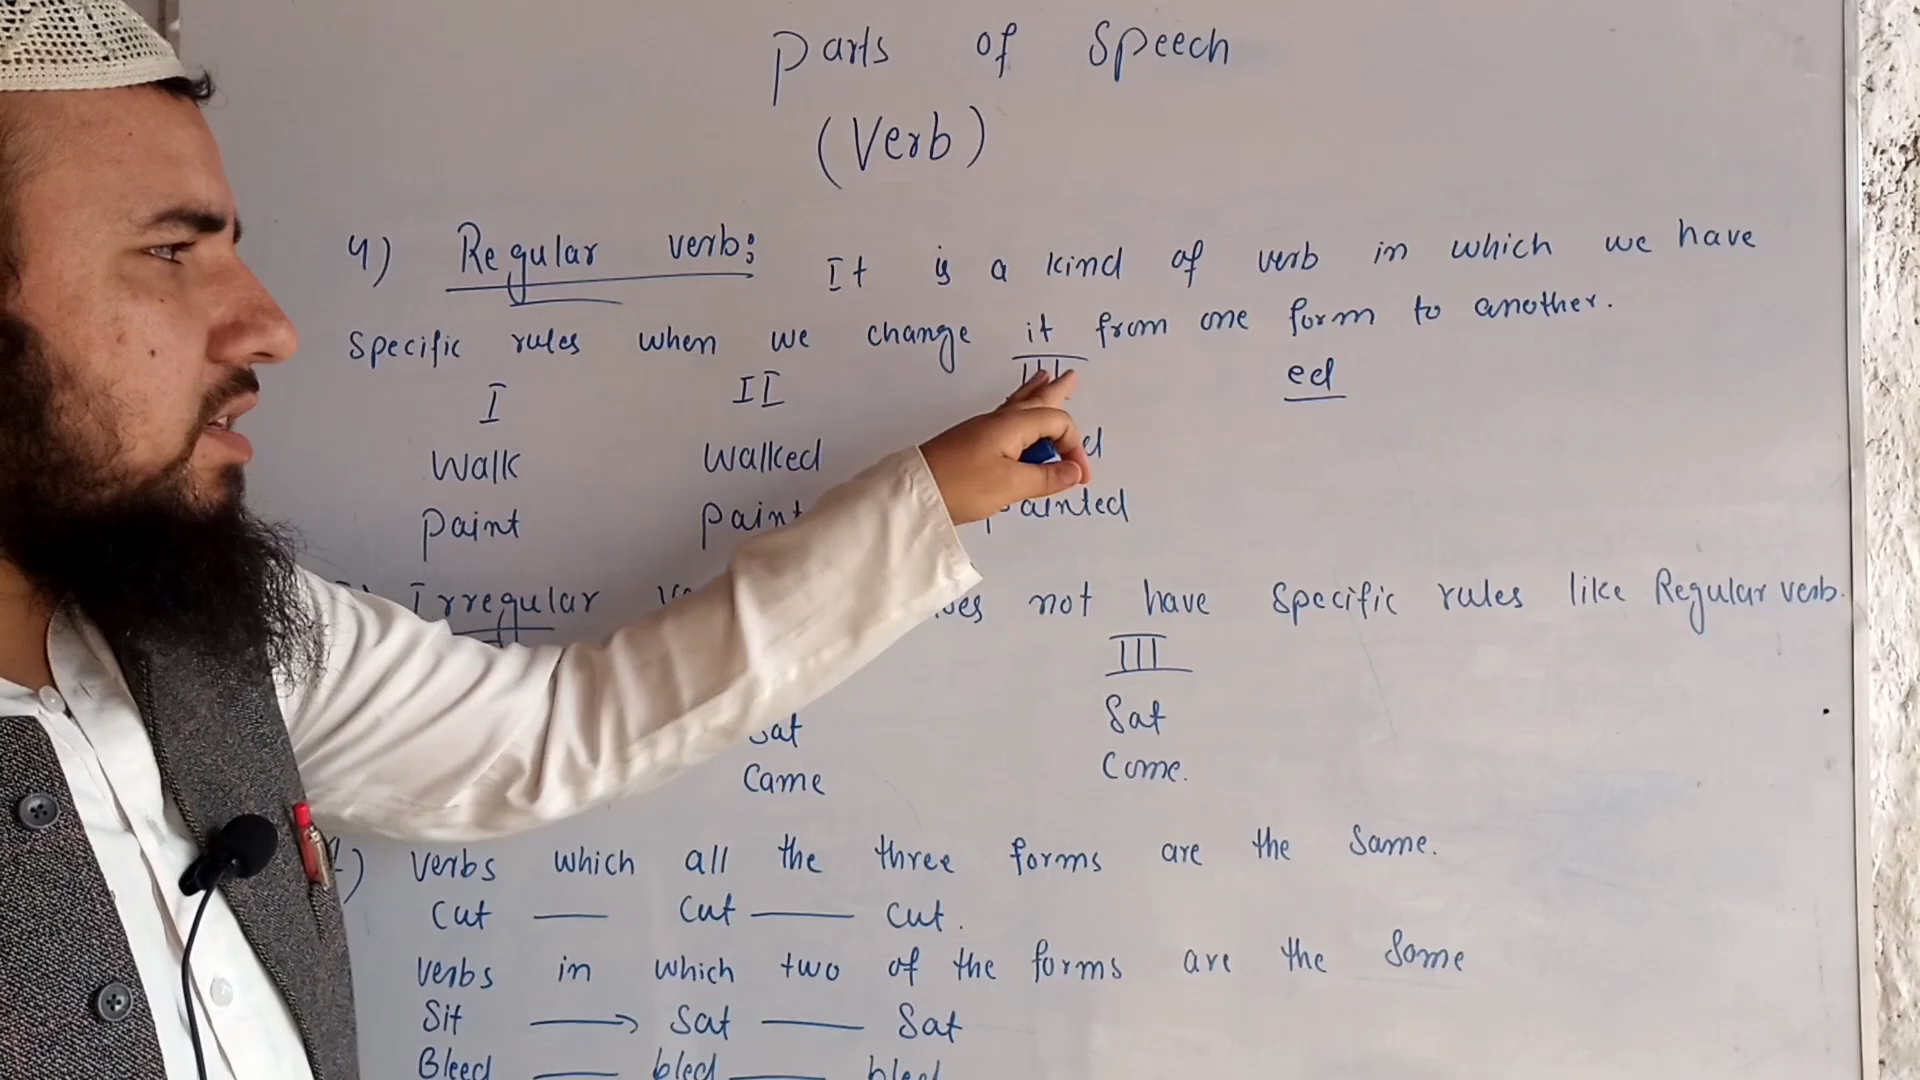 Parts of Speech
(Verb)
4) Regular verb: It is a kind of verb in which we have
Specific rules when we change it from one form to another.
I II III ed
Walk Walked
Paint painted
Irregular not have specific rules like Regular verb.
III
Sat Sat
Came Come.
Verbs which all the three forms are the same.
Cut — Cut — Cut.
Verbs in which two of the forms are the same
Sit → Sat — Sat
Bleed — bled — bled